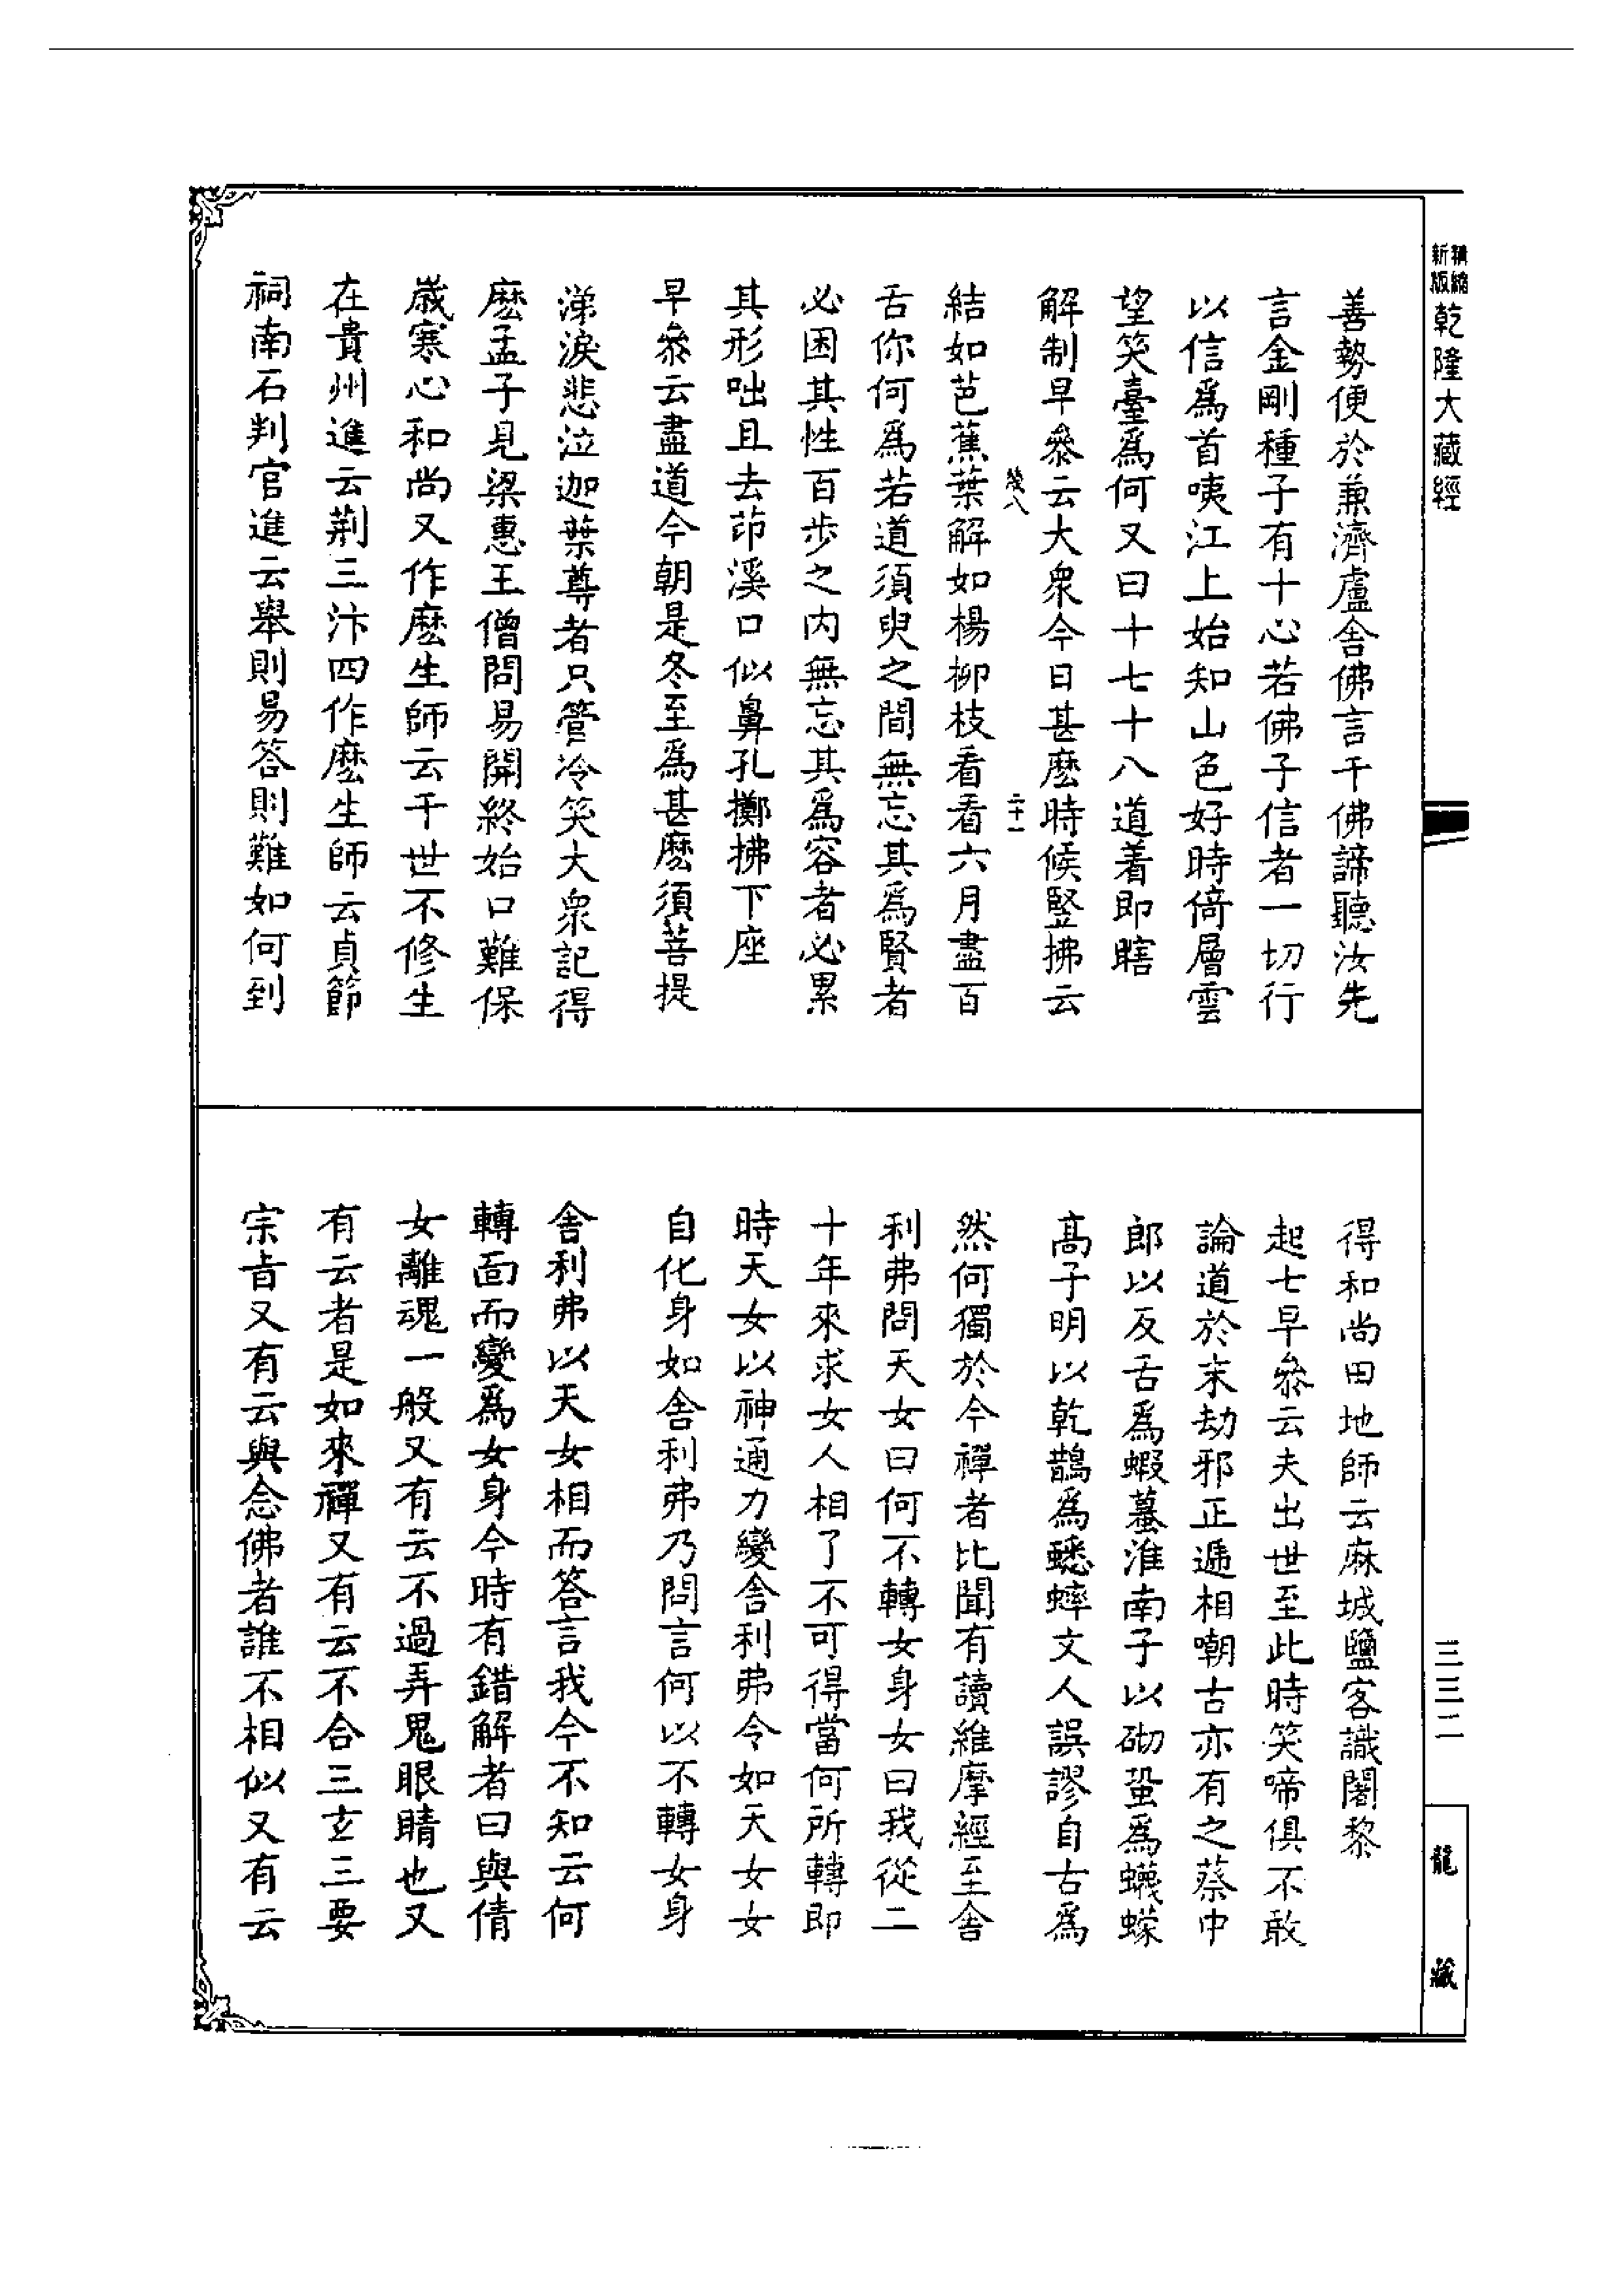 精縮
新版
乾隆大藏經
善勢便於兼濟盧舍佛言千佛諦聽汝先
言金剛種子有十心若佛子信者一切行
以信爲首咦江上始知山色好時倚層雲
望笑臺爲何又曰十七十八道着即瞎
解制早叅云大衆今日甚麽時候竪拂云
二十一
結如芭蕉葉解如楊柳枝看看六月盡百
舌你何爲若道須臾之間無忘其爲賢者
必困其性百步之内無忘其爲容者必累
其形咄且去茆溪口似鼻孔擲拂下座
早叅云盡道今朝是冬至爲甚麽須菩提
涕淚悲泣迦葉尊者只管冷笑大衆記得
麽孟子見梁惠王僧問易開終始口難保
歲寒心和尚又作麽生師云千世不修生
在貴州進云荆三汴四作麽生師云貞節
祠南石判官進云舉則易答則難如何到
得和尚田地師云麻城鹽客識闍黎
起七早叅云夫出世至此時笑啼俱不敢
論道於末劫邪正遞相嘲古亦有之蔡中
郎以反舌爲蝦蟇淮南子以砌蛩爲蠛蠓
髙子明以乾鵲爲蟋蟀文人誤謬自古爲
然何獨於今禪者比聞有讀維摩經至舍
利弗問天女曰何不轉女身女曰我從二
十年來求女人相了不可得當何所轉即
時天女以神通力變舍利弗令如天女女
自化身如舍利弗乃問言何以不轉女身
舍利弗以天女相而答言我今不知云何
轉面而變爲女身今時有錯解者曰與倩
女離魂一般又有云不過弄鬼眼睛也又
有云者是如來禪又有云不合三玄三要
宗旨又有云與念佛者誰不相似又有云
三三二
龍藏